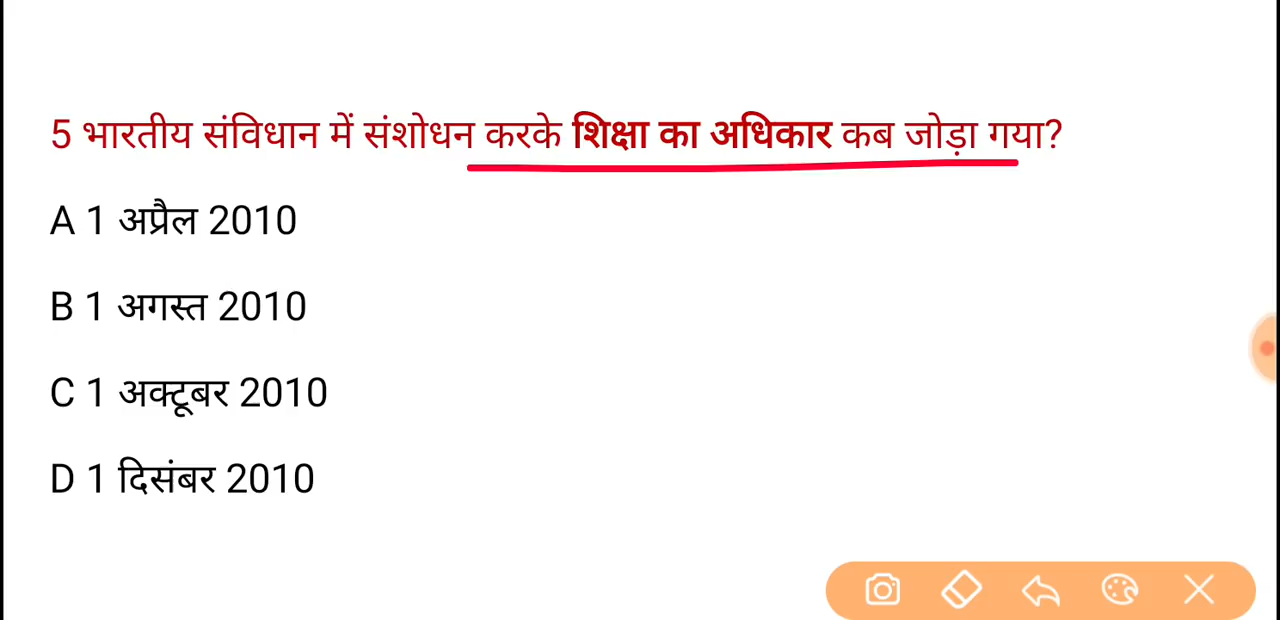 5 भारतीय संविधान में संशोधन करके शिक्षा का अधिकार कब जोड़ा गया?
A 1 अप्रैल 2010
B 1 अगस्त 2010
C 1 अक्टूबर 2010
D 1 दिसंबर 2010